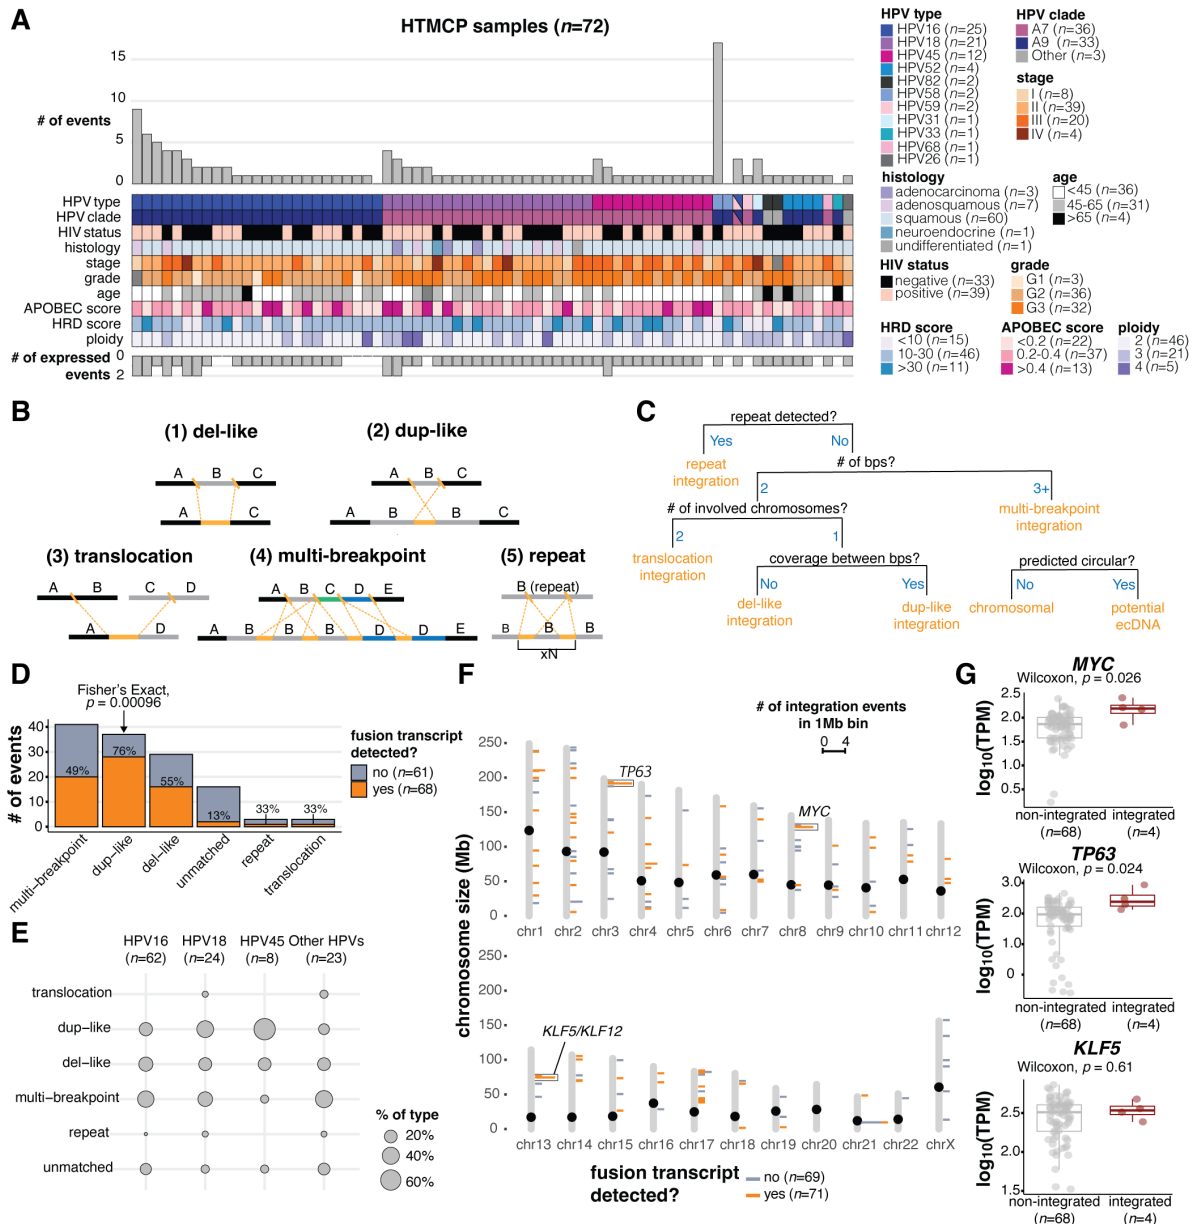 A
HTMCP samples (n=72)
15
10
5
0
# of events
HPV type
HPV clade
HIV status
histology
stage
grade
age
APOBEC score
HRD score
ploidy
# of expressed events
0
2
HPV type
HPV16 (n=25)
HPV18 (n=21)
HPV45 (n=12)
HPV52 (n=4)
HPV82 (n=2)
HPV58 (n=2)
HPV59 (n=2)
HPV31 (n=1)
HPV33 (n=1)
HPV68 (n=1)
HPV26 (n=1)
HPV clade
A7 (n=36)
A9 (n=33)
Other (n=3)
stage
I (n=8)
II (n=39)
III (n=20)
IV (n=4)
histology
adenocarcinoma (n=3)
adenosquamous (n=7)
squamous (n=60)
neuroendocrine (n=1)
undifferentiated (n=1)
age
<45 (n=36)
45-65 (n=31)
>65 (n=4)
HIV status
negative (n=33)
positive (n=39)
grade
G1 (n=3)
G2 (n=36)
G3 (n=32)
HRD score
<10 (n=15)
10-30 (n=46)
>30 (n=11)
APOBEC score
<0.2 (n=22)
0.2-0.4 (n=37)
>0.4 (n=13)
ploidy
2 (n=46)
3 (n=21)
4 (n=5)
B
(1) del-like
A B C
A C
(2) dup-like
A B C
A B B C
(3) translocation
A B C D
A D
(4) multi-breakpoint
A B C D E
A B B B B D D E
(5) repeat
B (repeat)
B B B
xN
C
repeat detected?
Yes No
repeat integration
# of bps?
2 3+
multi-breakpoint integration
# of involved chromosomes?
2 1
translocation integration
coverage between bps?
No Yes
del-like integration
dup-like integration
predicted circular?
No Yes
chromosomal
potential ecDNA
D
Fisher's Exact,
p = 0.00096
# of events
40
30
20
10
0
49%
76%
55%
13%
33%
33%
multi-breakpoint
dup-like
del-like
unmatched
repeat
translocation
fusion transcript detected?
no (n=61)
yes (n=68)
E
HPV16 (n=62)
HPV18 (n=24)
HPV45 (n=8)
Other HPVs (n=23)
translocation
dup-like
del-like
multi-breakpoint
repeat
unmatched
% of type
20%
40%
60%
F
# of integration events in 1Mb bin
0 4
chromosome size (Mb)
250
200
150
100
50
0
TP63
MYC
chr1 chr2 chr3 chr4 chr5 chr6 chr7 chr8 chr9 chr10 chr11 chr12
250
200
150
100
50
0
KLF5/KLF12
chr13 chr14 chr15 chr16 chr17 chr18 chr19 chr20 chr21 chr22 chrX
fusion transcript detected?
no (n=69)
yes (n=71)
G
MYC
Wilcoxon, p = 0.026
log10(TPM)
2.5
2.0
1.5
1.0
0.5
non-integrated (n=68)
integrated (n=4)
TP63
Wilcoxon, p = 0.024
log10(TPM)
3.0
2.0
1.0
0
non-integrated (n=68)
integrated (n=4)
KLF5
Wilcoxon, p = 0.61
log10(TPM)
2.5
2.0
1.5
non-integrated (n=68)
integrated (n=4)